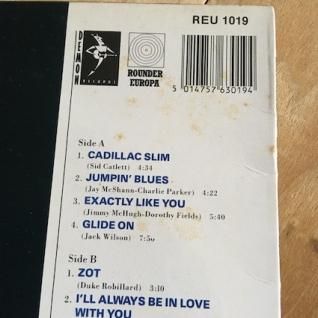 REU 1019
DEMON
RECORDS
ROUNDER
EUROPA
5 014757 630194
Side A
1. CADILLAC SLIM
(Sid Catlett) 4:34
2. JUMPIN' BLUES
(Jay McShann-Charlie Parker) 4:22
3. EXACTLY LIKE YOU
(Jimmy McHugh-Dorothy Fields) 5:40
4. GLIDE ON
(Jack Wilson) 7:56
Side B
1. ZOT
(Duke Robillard) 3:10
2. I'LL ALWAYS BE IN LOVE
WITH YOU